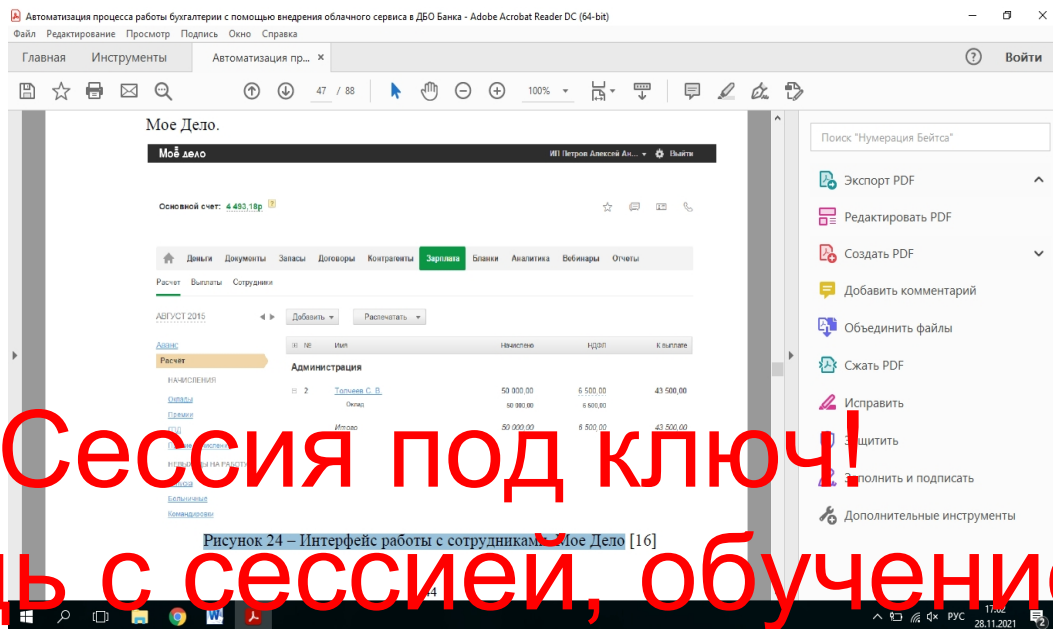 Автоматизация процесса работы бухгалтерии с помощью внедрения облачного сервиса в ДБО Банка - Adobe Acrobat Reader DC (64-bit)
Файл Редактирование Просмотр Подпись Окно Справка
Главная Инструменты Автоматизация пр... × Войти
47 / 88 100%
Мое Дело.
Моё дело ИП Петров Алексей Ан... Выйти
Основной счет: 4 493,18р ?
Деньги Документы Запасы Договоры Контрагенты Зарплата Бланки Аналитика Вебинары Отчеты
Расчет Выплаты Сотрудники
АВГУСТ 2015 Добавить Распечатать
Аванс № Имя Начислено НДФЛ К выплате
Расчет
Администрация
НАЧИСЛЕНИЯ
2 Толчеев С. В. 50 000,00 6 500,00 43 500,00
Оклады Оклад 50 000,00 6 500,00
Премии
Итого 50 000,00 6 500,00 43 500,00
Больничные
Командировки
Рисунок 24 – Интерфейс работы с сотрудниками Мое Дело [16]
44
Поиск "Нумерация Бейтса"
Экспорт PDF
Редактировать PDF
Создать PDF
Добавить комментарий
Объединить файлы
Сжать PDF
Исправить
Защитить
Заполнить и подписать
Дополнительные инструменты
Сессия под ключ!
с сессией, обучени
РУС 17:02
28.11.2021
2